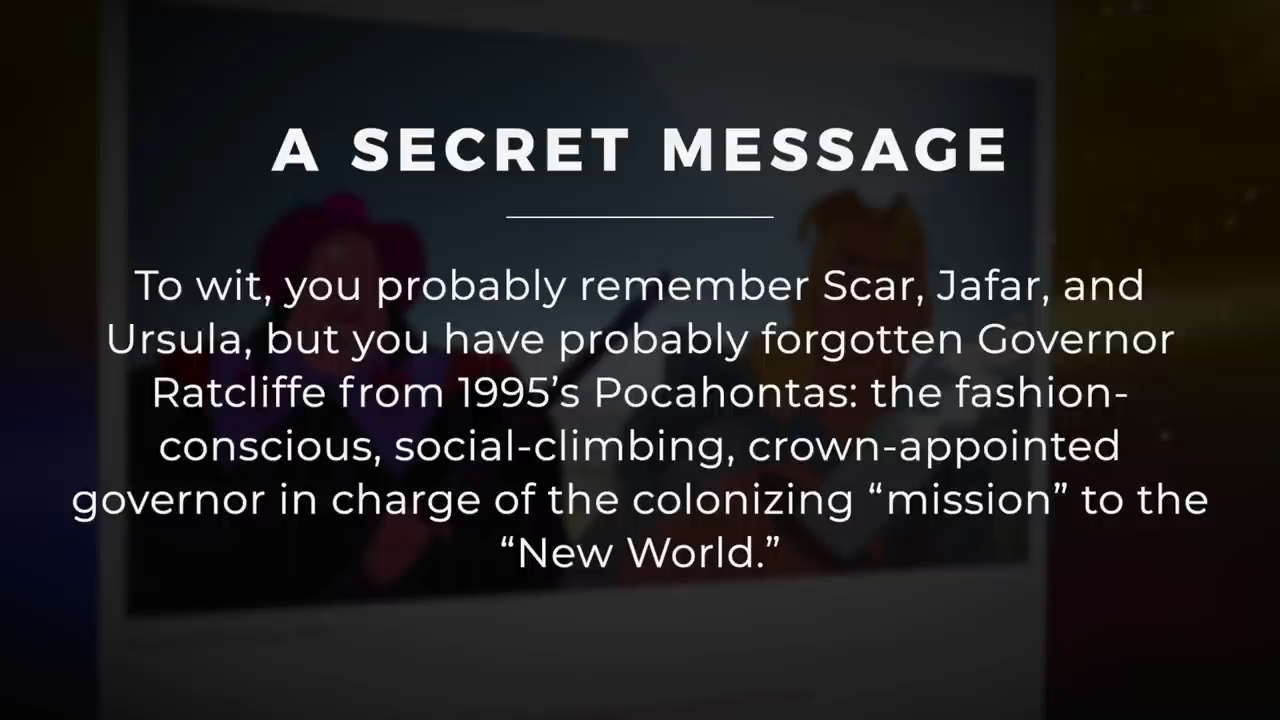 A SECRET MESSAGE
To wit, you probably remember Scar, Jafar, and
Ursula, but you have probably forgotten Governor
Ratcliffe from 1995’s Pocahontas: the fashion-
conscious, social-climbing, crown-appointed
governor in charge of the colonizing “mission” to the
“New World.”